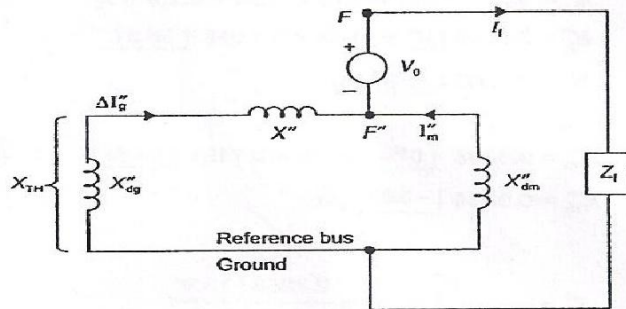 F
I_f
+
V_0
−
ΔI''_g
X''
F''
I''_m
X_TH
X''_dg
X''_dm
Z_f
Reference bus
Ground